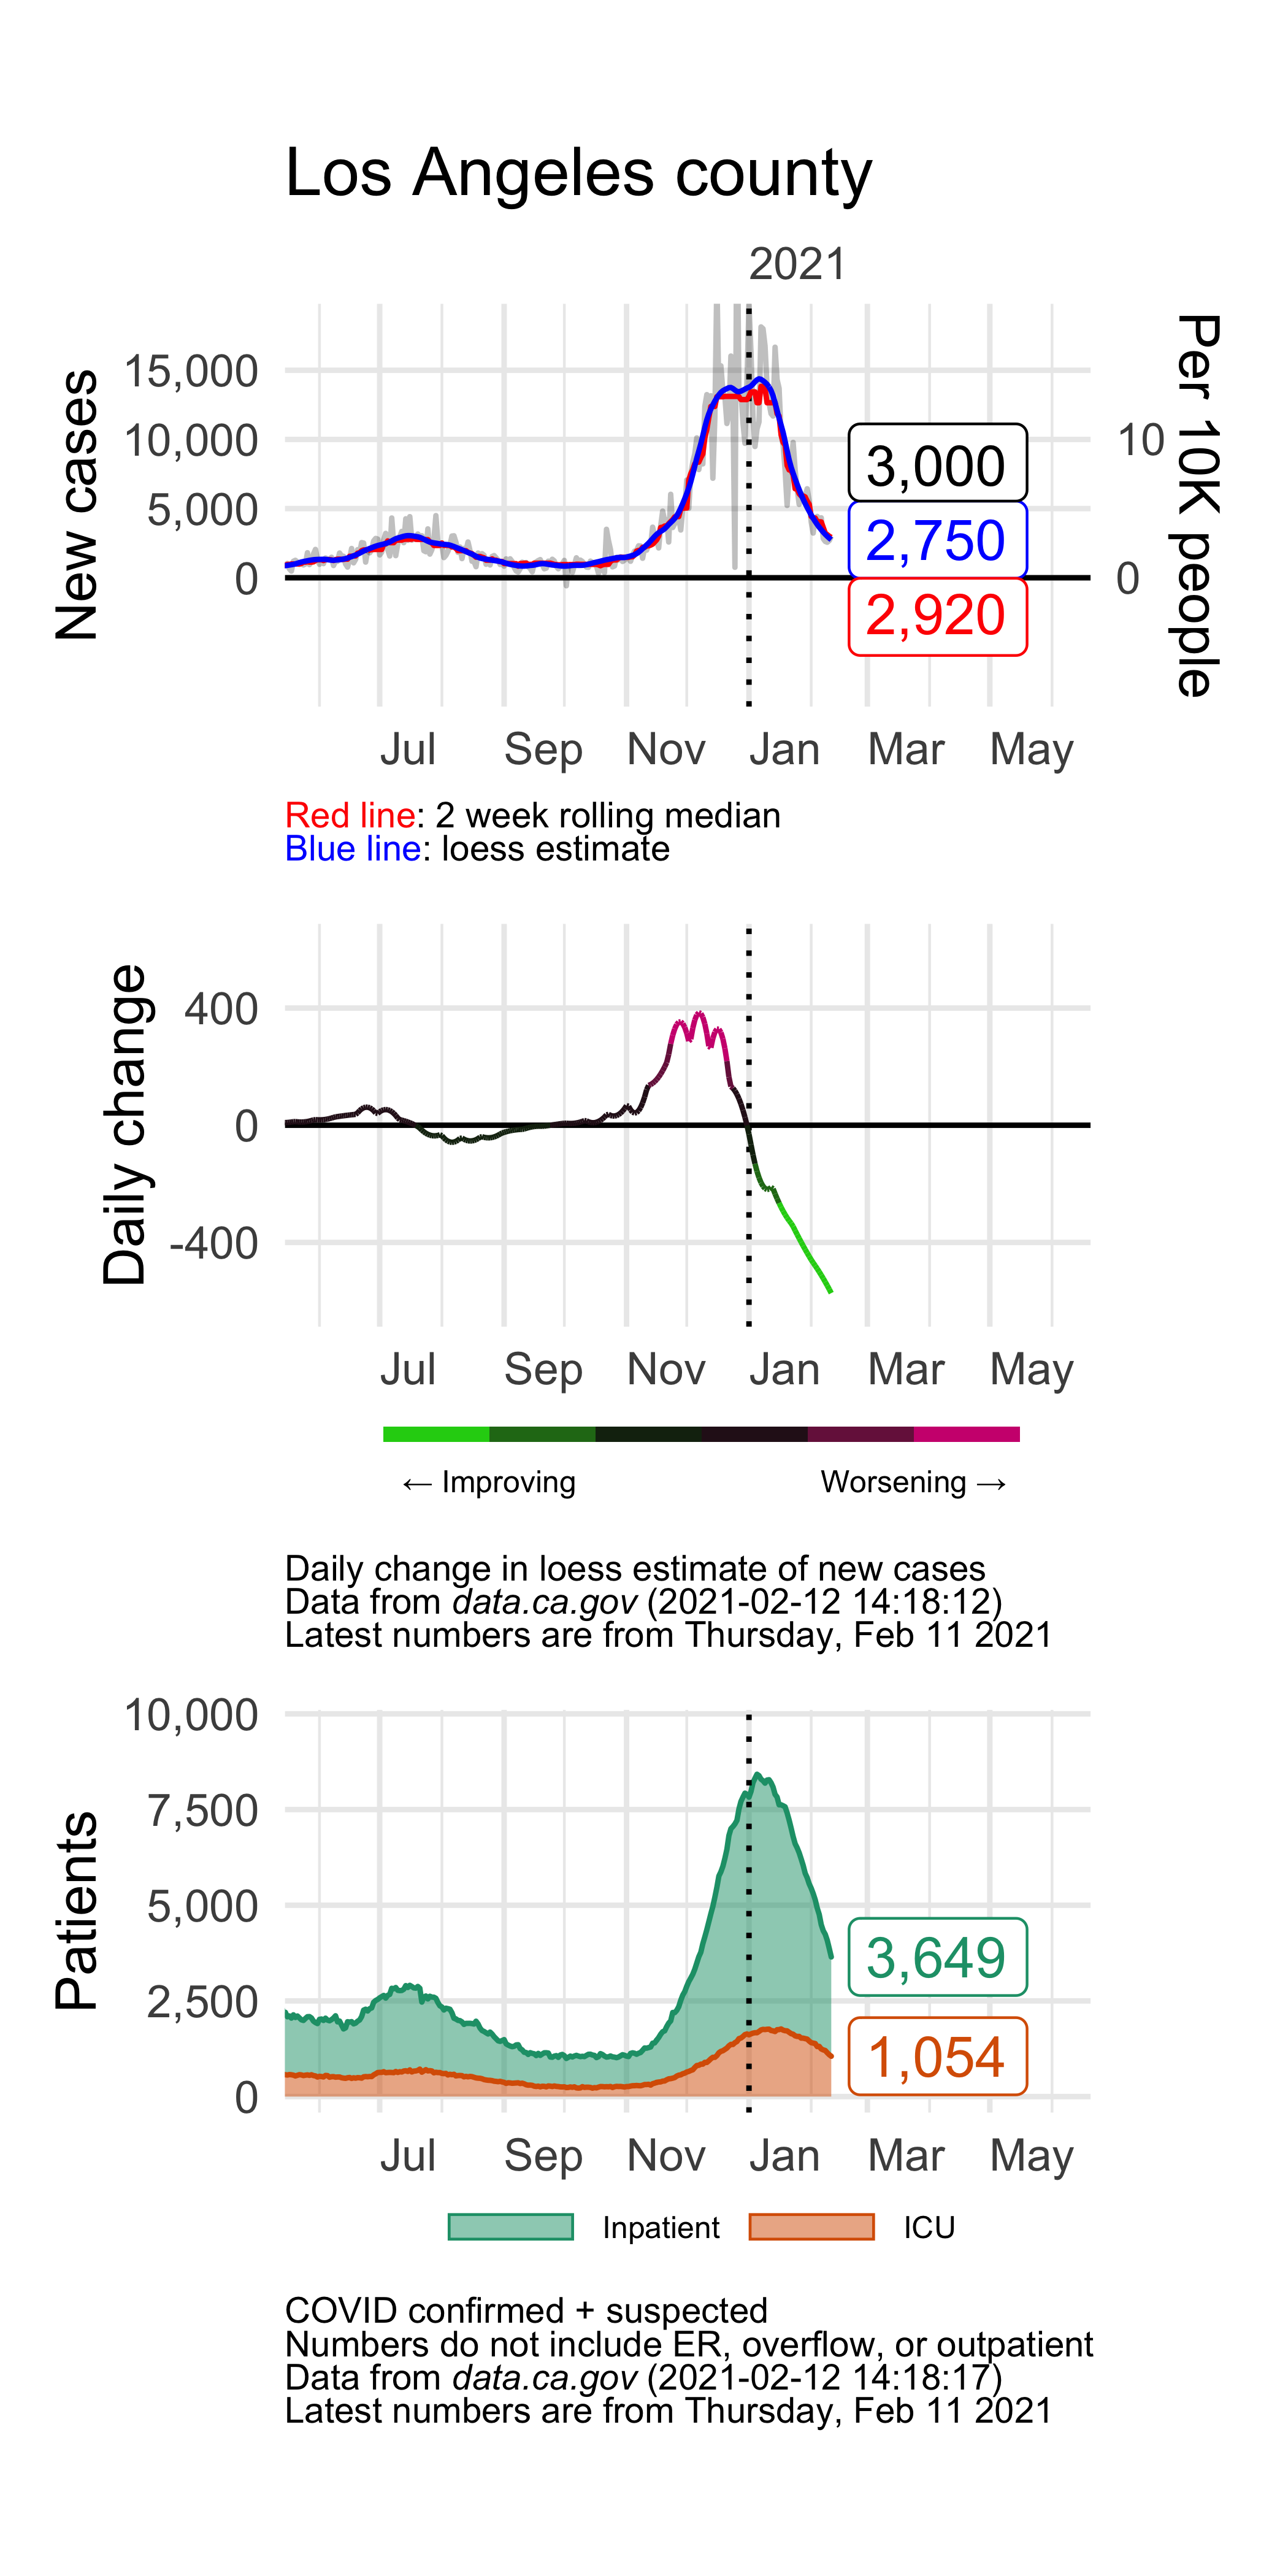 Los Angeles county
2021
New cases
15,000
10,000
5,000
0
10
0
Per 10K people
3,000
2,750
2,920
Jul Sep Nov Jan Mar May
Red line: 2 week rolling median
Blue line: loess estimate
Daily change
400
0
-400
Jul Sep Nov Jan Mar May
← Improving Worsening →
Daily change in loess estimate of new cases
Data from data.ca.gov (2021-02-12 14:18:12)
Latest numbers are from Thursday, Feb 11 2021
Patients
10,000
7,500
5,000
2,500
0
3,649
1,054
Jul Sep Nov Jan Mar May
Inpatient ICU
COVID confirmed + suspected
Numbers do not include ER, overflow, or outpatient
Data from data.ca.gov (2021-02-12 14:18:17)
Latest numbers are from Thursday, Feb 11 2021